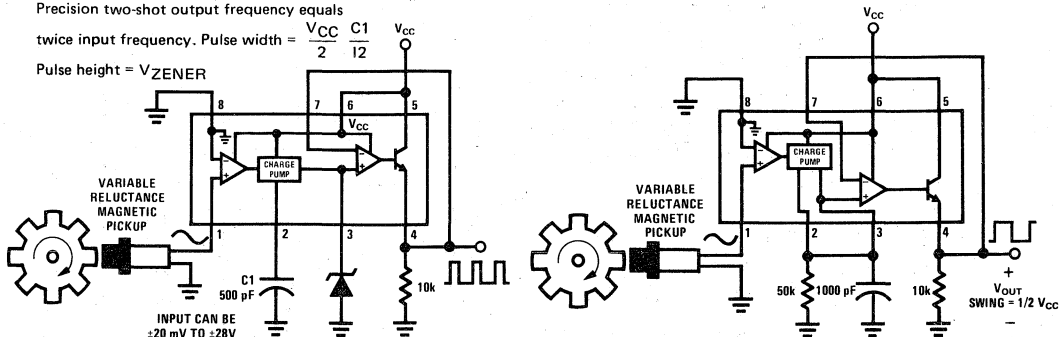 Precision two-shot output frequency equals
twice input frequency. Pulse width = VCC/2 C1/I2
Pulse height = VZENER
VCC
8
7
6
5
VCC
CHARGE
PUMP
VARIABLE
RELUCTANCE
MAGNETIC
PICKUP
1
2
3
4
C1
500 pF
10k
INPUT CAN BE
±20 mV TO ±28V
VCC
8
7
6
5
CHARGE
PUMP
VARIABLE
RELUCTANCE
MAGNETIC
PICKUP
1
2
3
4
50k
1000 pF
10k
+
VOUT
SWING = 1/2 VCC
−